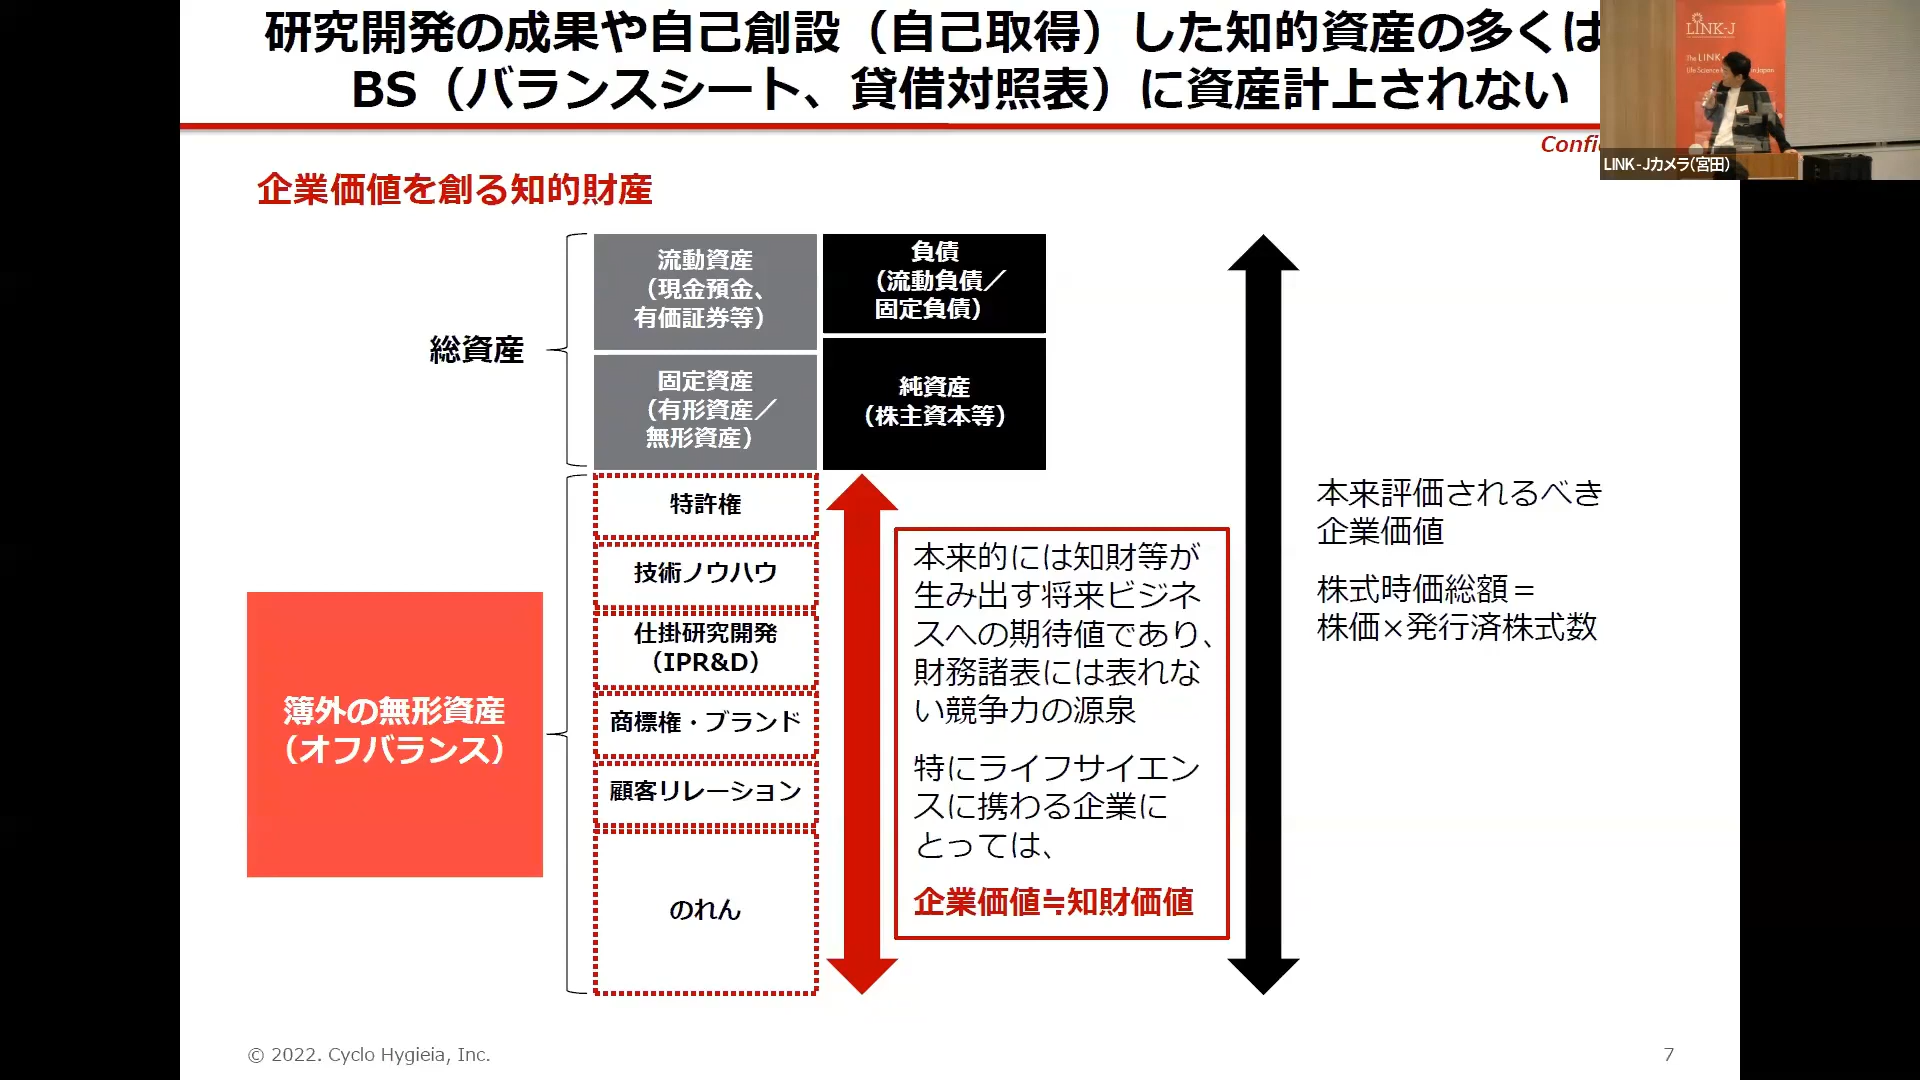 研究開発の成果や自己創設（自己取得）した知的資産の多くは
BS（バランスシート、貸借対照表）に資産計上されない
LINK-J
The LINK
LINK-Jカメラ(宮田)
企業価値を創る知的財産
総資産
流動資産
（現金預金、
有価証券等）
負債
（流動負債／
固定負債）
固定資産
（有形資産／
無形資産）
純資産
（株主資本等）
簿外の無形資産
（オフバランス）
特許権
技術ノウハウ
仕掛研究開発
（IPR&D）
商標権・ブランド
顧客リレーション
のれん
本来的には知財等が
生み出す将来ビジネ
スへの期待値であり、
財務諸表には表れな
い競争力の源泉
特にライフサイエン
スに携わる企業に
とっては、
企業価値≒知財価値
本来評価されるべき
企業価値
株式時価総額＝
株価×発行済株式数
© 2022. Cyclo Hygieia, Inc.
7